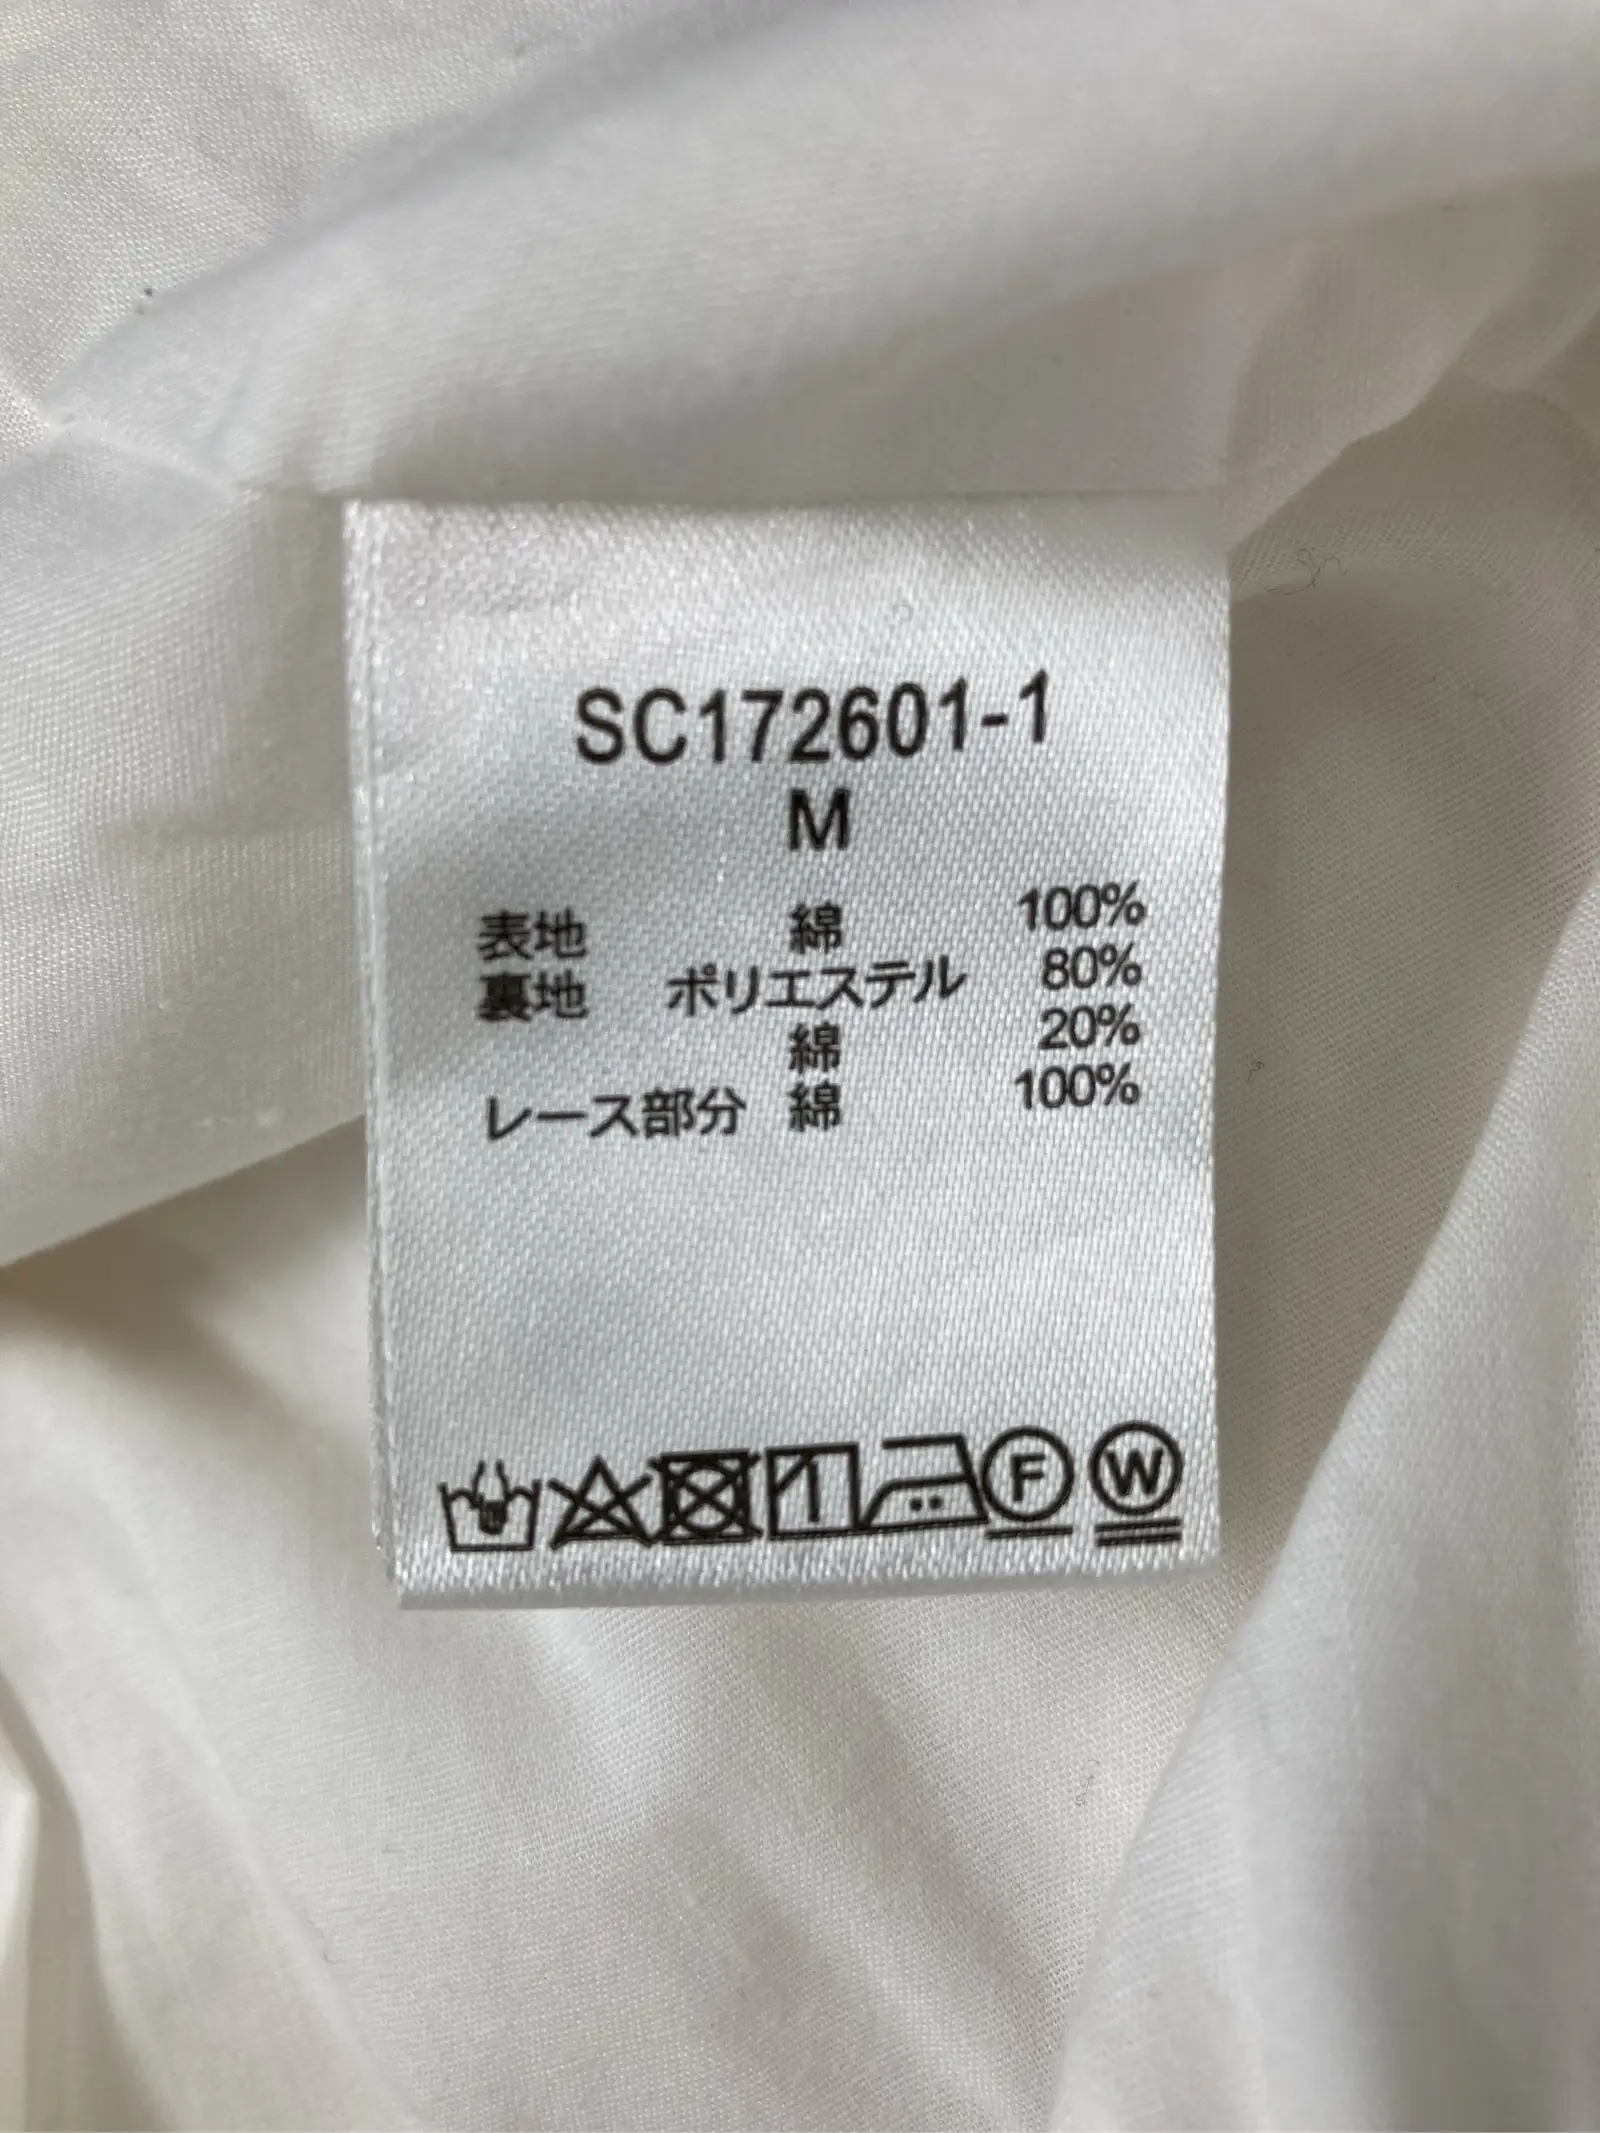 SC172601-1
M
表地 綿 100%
裏地 ポリエステル 80%
綿 20%
レース部分 綿 100%
F W